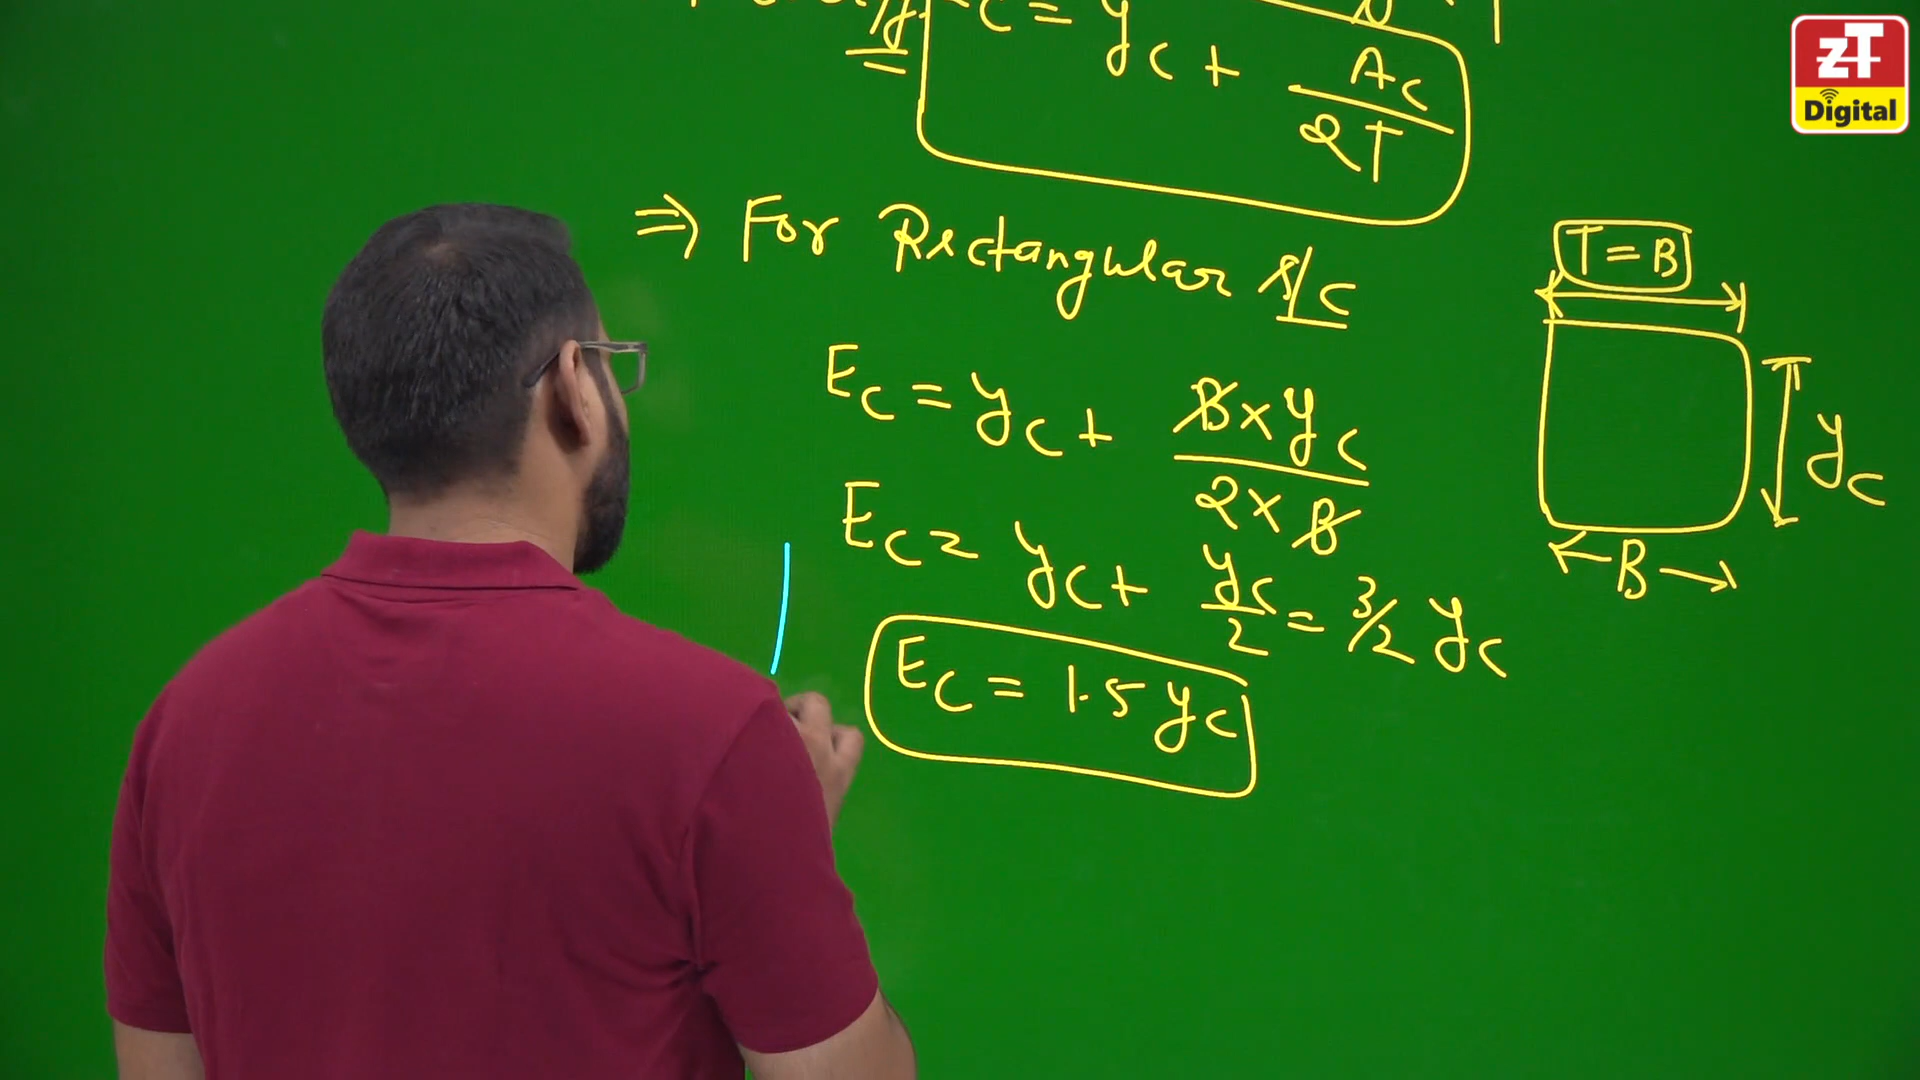 C = yc + Ac/2T
⇒ For Rectangular S/C
Ec = yc + B × yc / 2 × B
Ec = yc + yc/2 = 3/2 yc
Ec = 1.5 yc
T = B
yc
← B →
zT
Digital